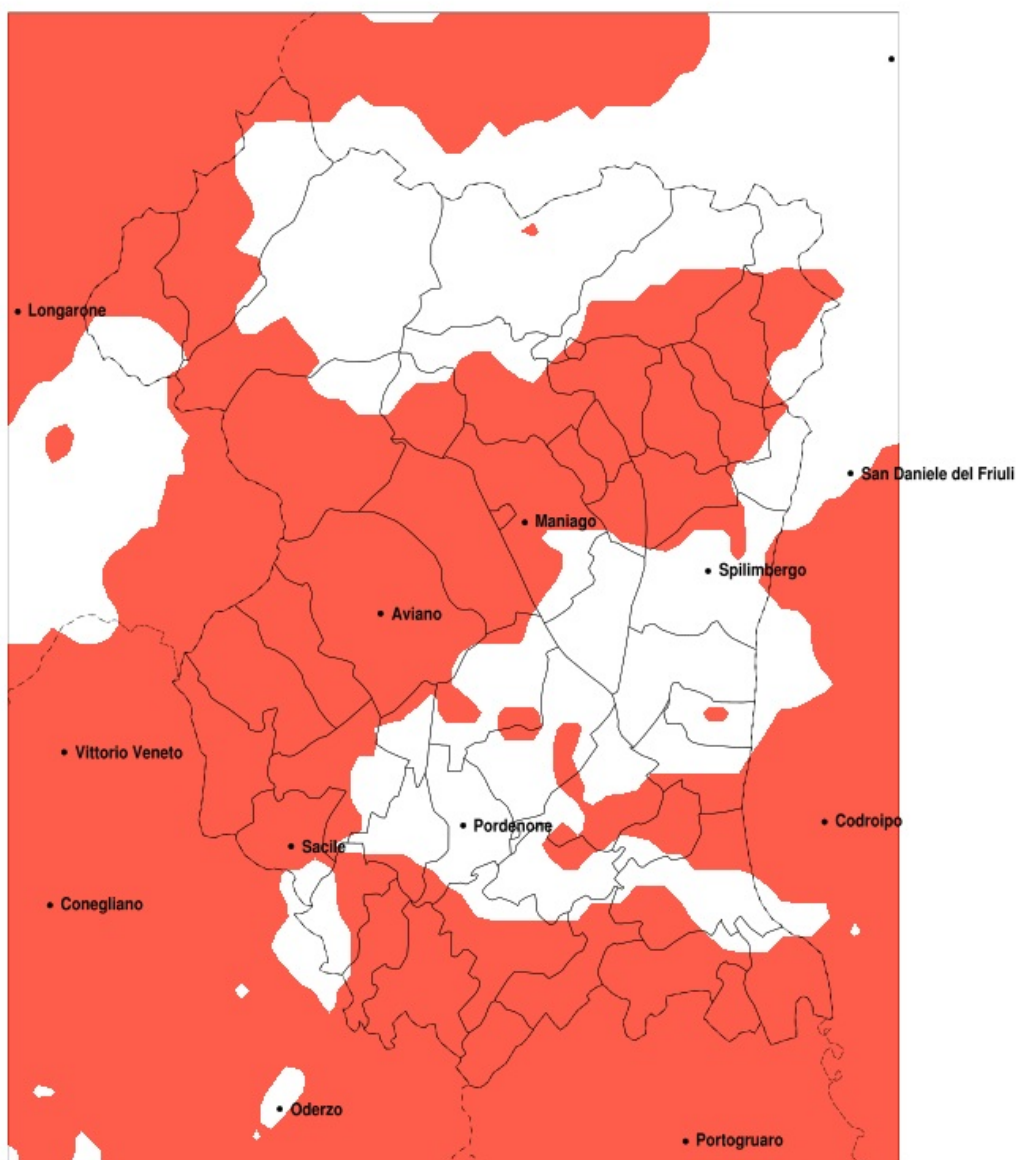 Longarone
San Daniele del Friuli
Maniago
Spilimbergo
Aviano
Vittorio Veneto
Codroipo
Pordenone
Sacile
Conegliano
Oderzo
Portogruaro